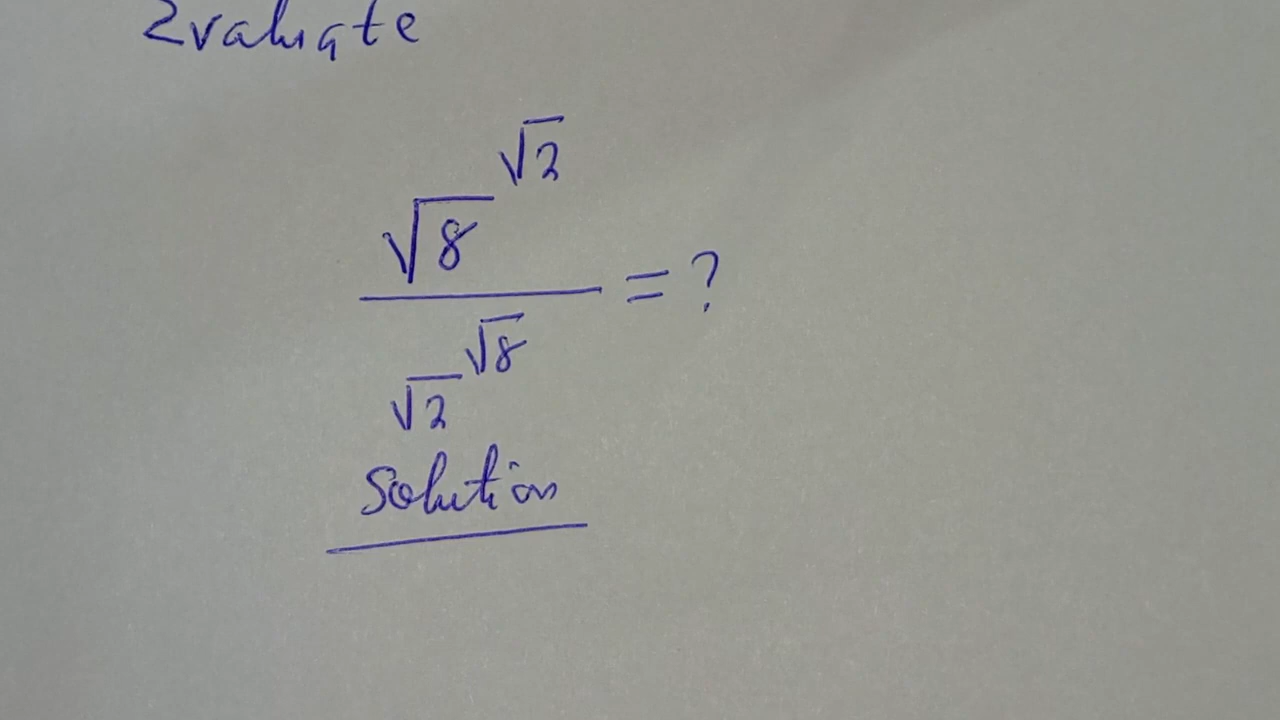 Evaluate
√8^√2
/
√2^√8
= ?
Solution